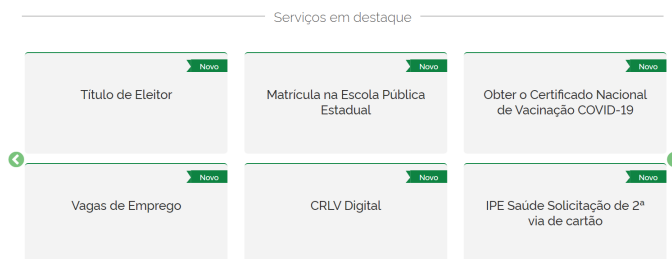 Serviços em destaque
Novo
Título de Eleitor
Novo
Matrícula na Escola Pública
Estadual
Novo
Obter o Certificado Nacional
de Vacinação COVID-19
Novo
Vagas de Emprego
Novo
CRLV Digital
Novo
IPE Saúde Solicitação de 2ª
via de cartão